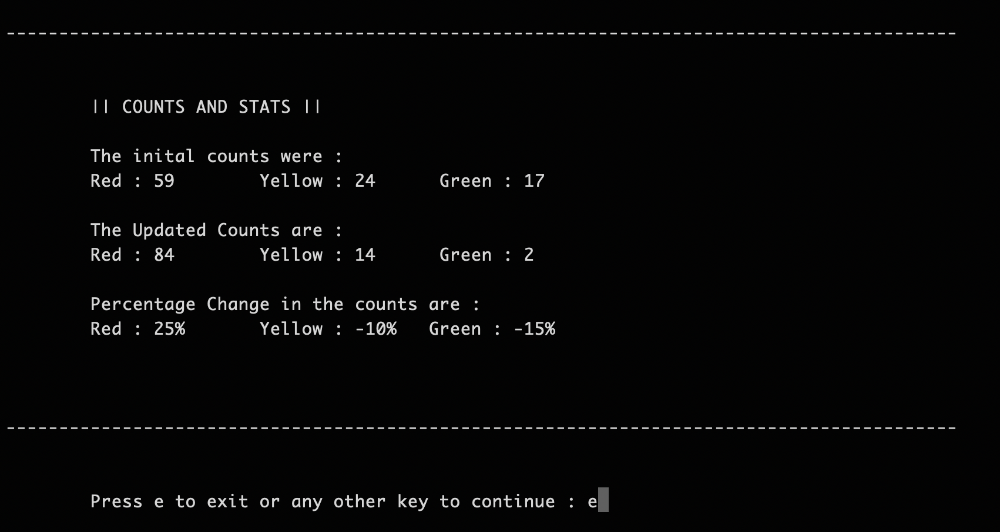 ------------------------------------------------------------------------------------------
|| COUNTS AND STATS ||
The inital counts were :
Red : 59        Yellow : 24      Green : 17
The Updated Counts are :
Red : 84        Yellow : 14      Green : 2
Percentage Change in the counts are :
Red : 25%       Yellow : -10%   Green : -15%
------------------------------------------------------------------------------------------
Press e to exit or any other key to continue : e